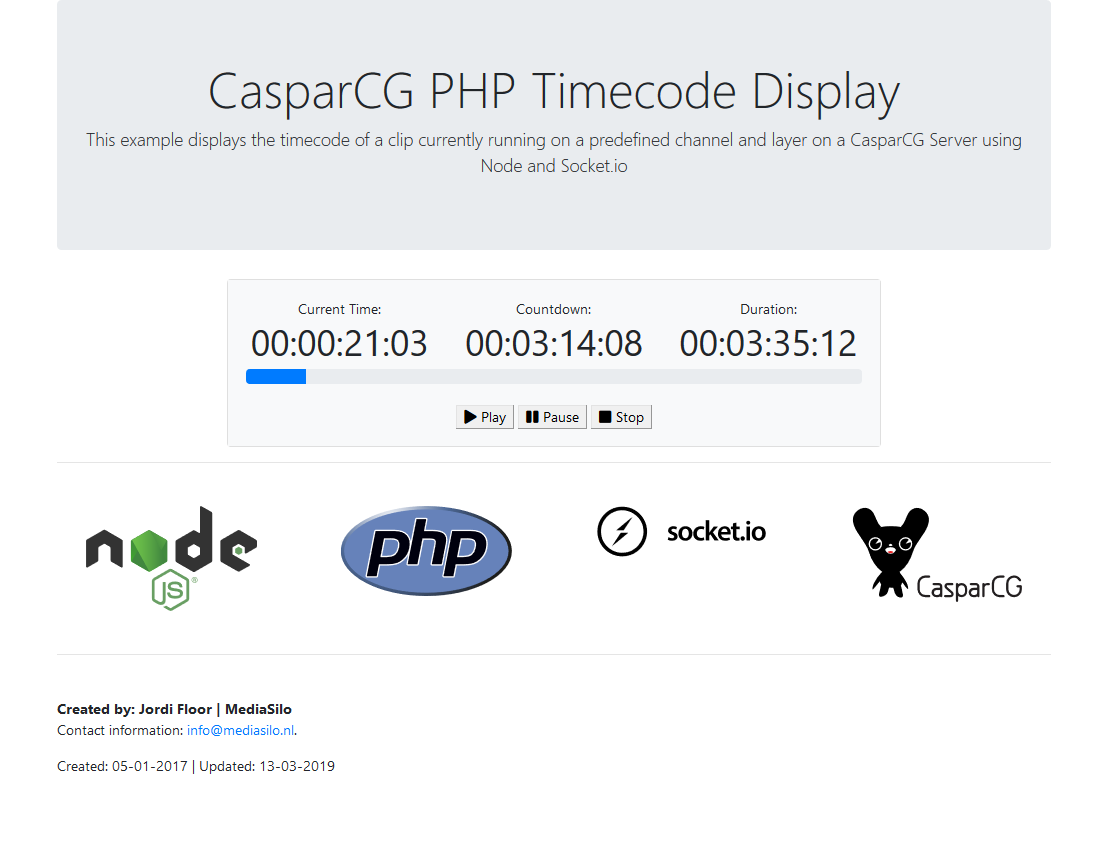 CasparCG PHP Timecode Display
This example displays the timecode of a clip currently running on a predefined channel and layer on a CasparCG Server using
Node and Socket.io
Current Time: Countdown: Duration:
00:00:21:03 00:03:14:08 00:03:35:12
Play Pause Stop
node JS® php socket.io CasparCG
Created by: Jordi Floor | MediaSilo
Contact information: info@mediasilo.nl.
Created: 05-01-2017 | Updated: 13-03-2019